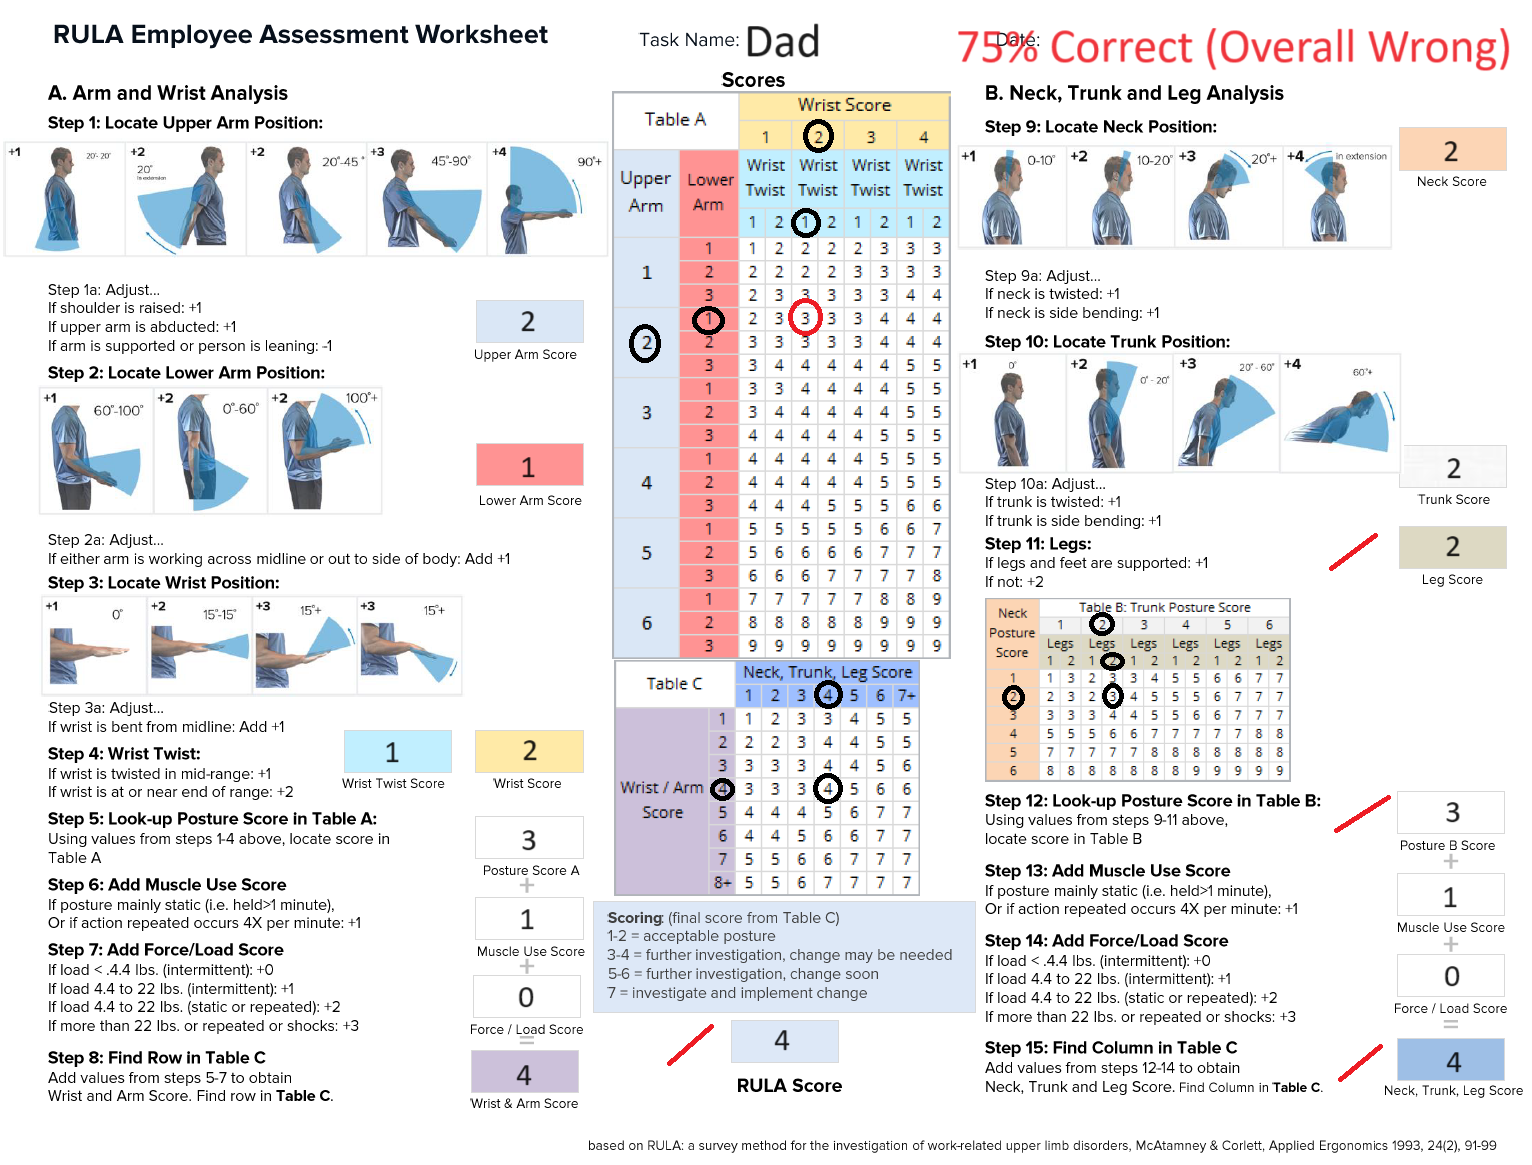 RULA Employee Assessment Worksheet
Task Name: Dad
Date:
75% Correct (Overall Wrong)
A. Arm and Wrist Analysis
Step 1: Locate Upper Arm Position:
+1 20°- 20°
+2 20° in extension
+2 20°-45°
+3 45°-90°
+4 90°+
Step 1a: Adjust...
If shoulder is raised: +1
If upper arm is abducted: +1
If arm is supported or person is leaning: -1
2
Upper Arm Score
Step 2: Locate Lower Arm Position:
+1 60°-100°
+2 0°-60°
+2 100°+
1
Lower Arm Score
Step 2a: Adjust...
If either arm is working across midline or out to side of body: Add +1
Step 3: Locate Wrist Position:
+1 0°
+2 15°-15°
+3 15°+
+3 15°+
Step 3a: Adjust...
If wrist is bent from midline: Add +1
Step 4: Wrist Twist:
If wrist is twisted in mid-range: +1
If wrist is at or near end of range: +2
1
Wrist Twist Score
2
Wrist Score
Step 5: Look-up Posture Score in Table A:
Using values from steps 1-4 above, locate score in
Table A
3
Posture Score A
+
Step 6: Add Muscle Use Score
If posture mainly static (i.e. held>1 minute),
Or if action repeated occurs 4X per minute: +1
1
Muscle Use Score
+
Step 7: Add Force/Load Score
If load < .4.4 lbs. (intermittent): +0
If load 4.4 to 22 lbs. (intermittent): +1
If load 4.4 to 22 lbs. (static or repeated): +2
If more than 22 lbs. or repeated or shocks: +3
0
Force / Load Score
=
Step 8: Find Row in Table C
Add values from steps 5-7 to obtain
Wrist and Arm Score. Find row in Table C.
4
Wrist & Arm Score
Scores
Table A
Wrist Score
1 2 3 4
Upper Arm
Lower Arm
Wrist Twist Wrist Twist Wrist Twist Wrist Twist
1 2 1 2 1 2 1 2
1
1 1 2 2 2 2 3 3 3
2 2 2 2 2 3 3 3 3
3 2 3 3 3 3 3 4 4
2
1 2 3 3 3 3 4 4 4
2 3 3 3 3 3 4 4 4
3 3 4 4 4 4 4 5 5
3
1 3 3 4 4 4 4 5 5
2 3 4 4 4 4 4 5 5
3 4 4 4 4 4 5 5 5
4
1 4 4 4 4 4 5 5 5
2 4 4 4 4 4 5 5 5
3 4 4 4 5 5 5 6 6
5
1 5 5 5 5 5 6 6 7
2 5 6 6 6 6 7 7 7
3 6 6 6 7 7 7 7 8
6
1 7 7 7 7 7 8 8 9
2 8 8 8 8 8 9 9 9
3 9 9 9 9 9 9 9 9
Table C
Neck, Trunk, Leg Score
1 2 3 4 5 6 7+
Wrist / Arm Score
1 1 2 3 3 4 5 5
2 2 2 3 4 4 5 5
3 3 3 3 4 4 5 6
4 3 3 3 4 5 6 6
5 4 4 4 5 6 7 7
6 4 4 5 6 6 7 7
7 5 5 6 6 7 7 7
8+ 5 5 6 7 7 7 7
Scoring: (final score from Table C)
1-2 = acceptable posture
3-4 = further investigation, change may be needed
5-6 = further investigation, change soon
7 = investigate and implement change
4
RULA Score
B. Neck, Trunk and Leg Analysis
Step 9: Locate Neck Position:
+1 0-10°
+2 10-20°
+3 20°+
+4 in extension
2
Neck Score
Step 9a: Adjust...
If neck is twisted: +1
If neck is side bending: +1
Step 10: Locate Trunk Position:
+1 0°
+2 0°- 20°
+3 20°- 60°
+4 60°+
2
Trunk Score
Step 10a: Adjust...
If trunk is twisted: +1
If trunk is side bending: +1
Step 11: Legs:
If legs and feet are supported: +1
If not: +2
2
Leg Score
Neck Posture Score
Table B: Trunk Posture Score
1 2 3 4 5 6
Legs Legs Legs Legs Legs Legs
1 2 1 2 1 2 1 2 1 2 1 2
1 1 3 2 3 3 4 5 5 6 6 7 7
2 2 3 2 3 4 5 5 5 6 7 7 7
3 3 3 3 4 4 5 5 6 6 7 7 7
4 5 5 5 6 6 7 7 7 7 7 8 8
5 7 7 7 7 7 8 8 8 8 8 8 8
6 8 8 8 8 8 8 8 9 9 9 9 9
Step 12: Look-up Posture Score in Table B:
Using values from steps 9-11 above,
locate score in Table B
3
Posture B Score
+
Step 13: Add Muscle Use Score
If posture mainly static (i.e. held>1 minute),
Or if action repeated occurs 4X per minute: +1
1
Muscle Use Score
+
Step 14: Add Force/Load Score
If load < .4.4 lbs. (intermittent): +0
If load 4.4 to 22 lbs. (intermittent): +1
If load 4.4 to 22 lbs. (static or repeated): +2
If more than 22 lbs. or repeated or shocks: +3
0
Force / Load Score
=
Step 15: Find Column in Table C
Add values from steps 12-14 to obtain
Neck, Trunk and Leg Score. Find Column in Table C.
4
Neck, Trunk, Leg Score
based on RULA: a survey method for the investigation of work-related upper limb disorders, McAtamney & Corlett, Applied Ergonomics 1993, 24(2), 91-99